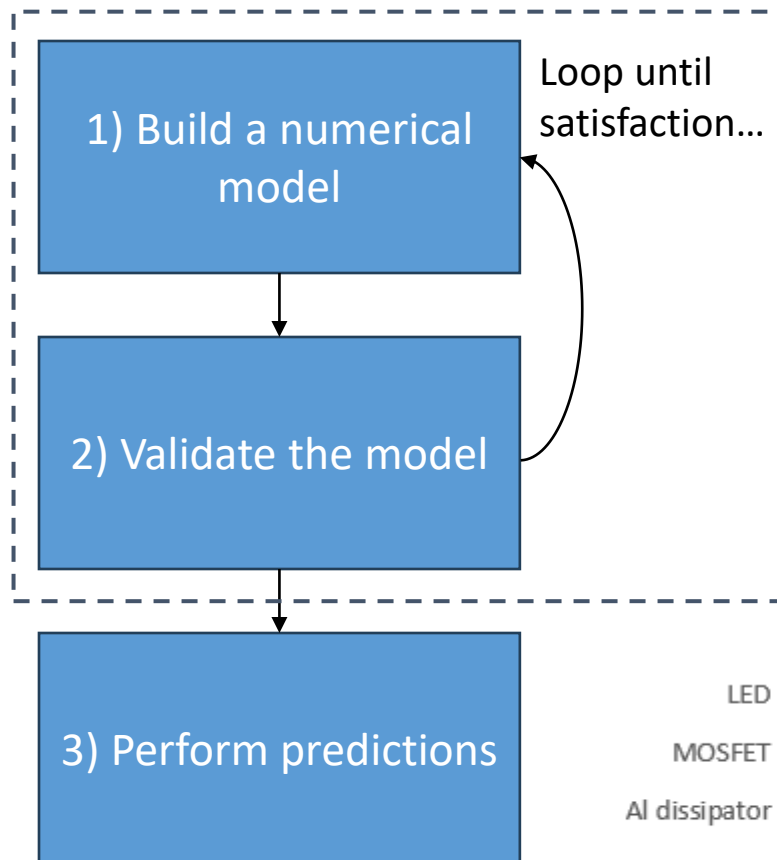 1) Build a numerical
model
Loop until
satisfaction…
2) Validate the model
3) Perform predictions
LED
MOSFET
Al dissipator